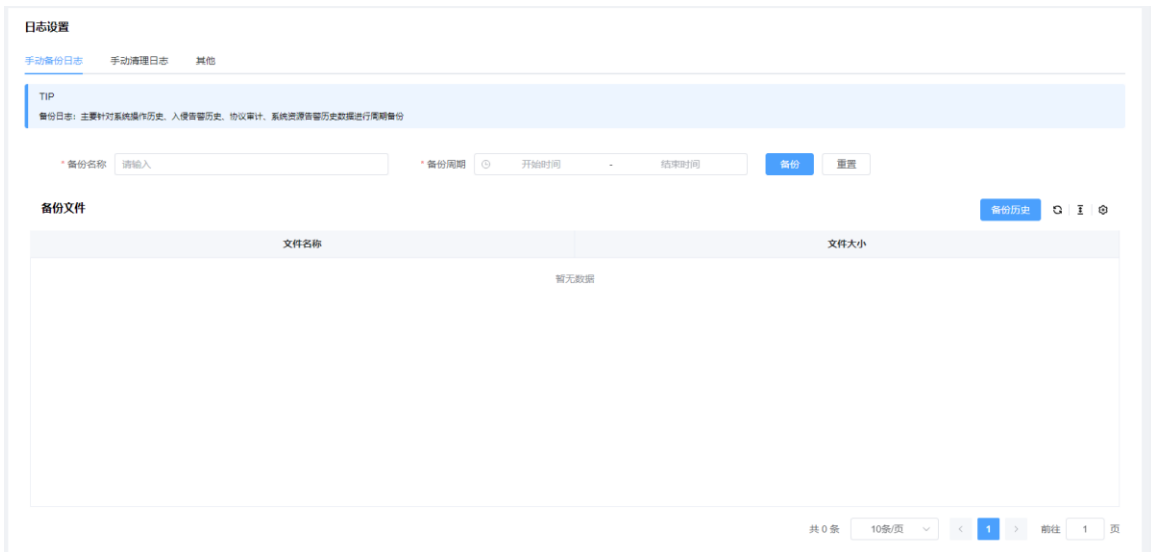 日志设置
手动备份日志 手动清理日志 其他
TIP
备份日志：主要针对系统操作历史、入侵告警历史、协议审计、系统资源告警历史数据进行周期备份
* 备份名称 请输入 * 备份周期 开始时间 - 结束时间 备份 重置
备份文件 备份历史
文件名称 文件大小
暂无数据
共 0 条 10条/页 < 1 > 前往 1 页